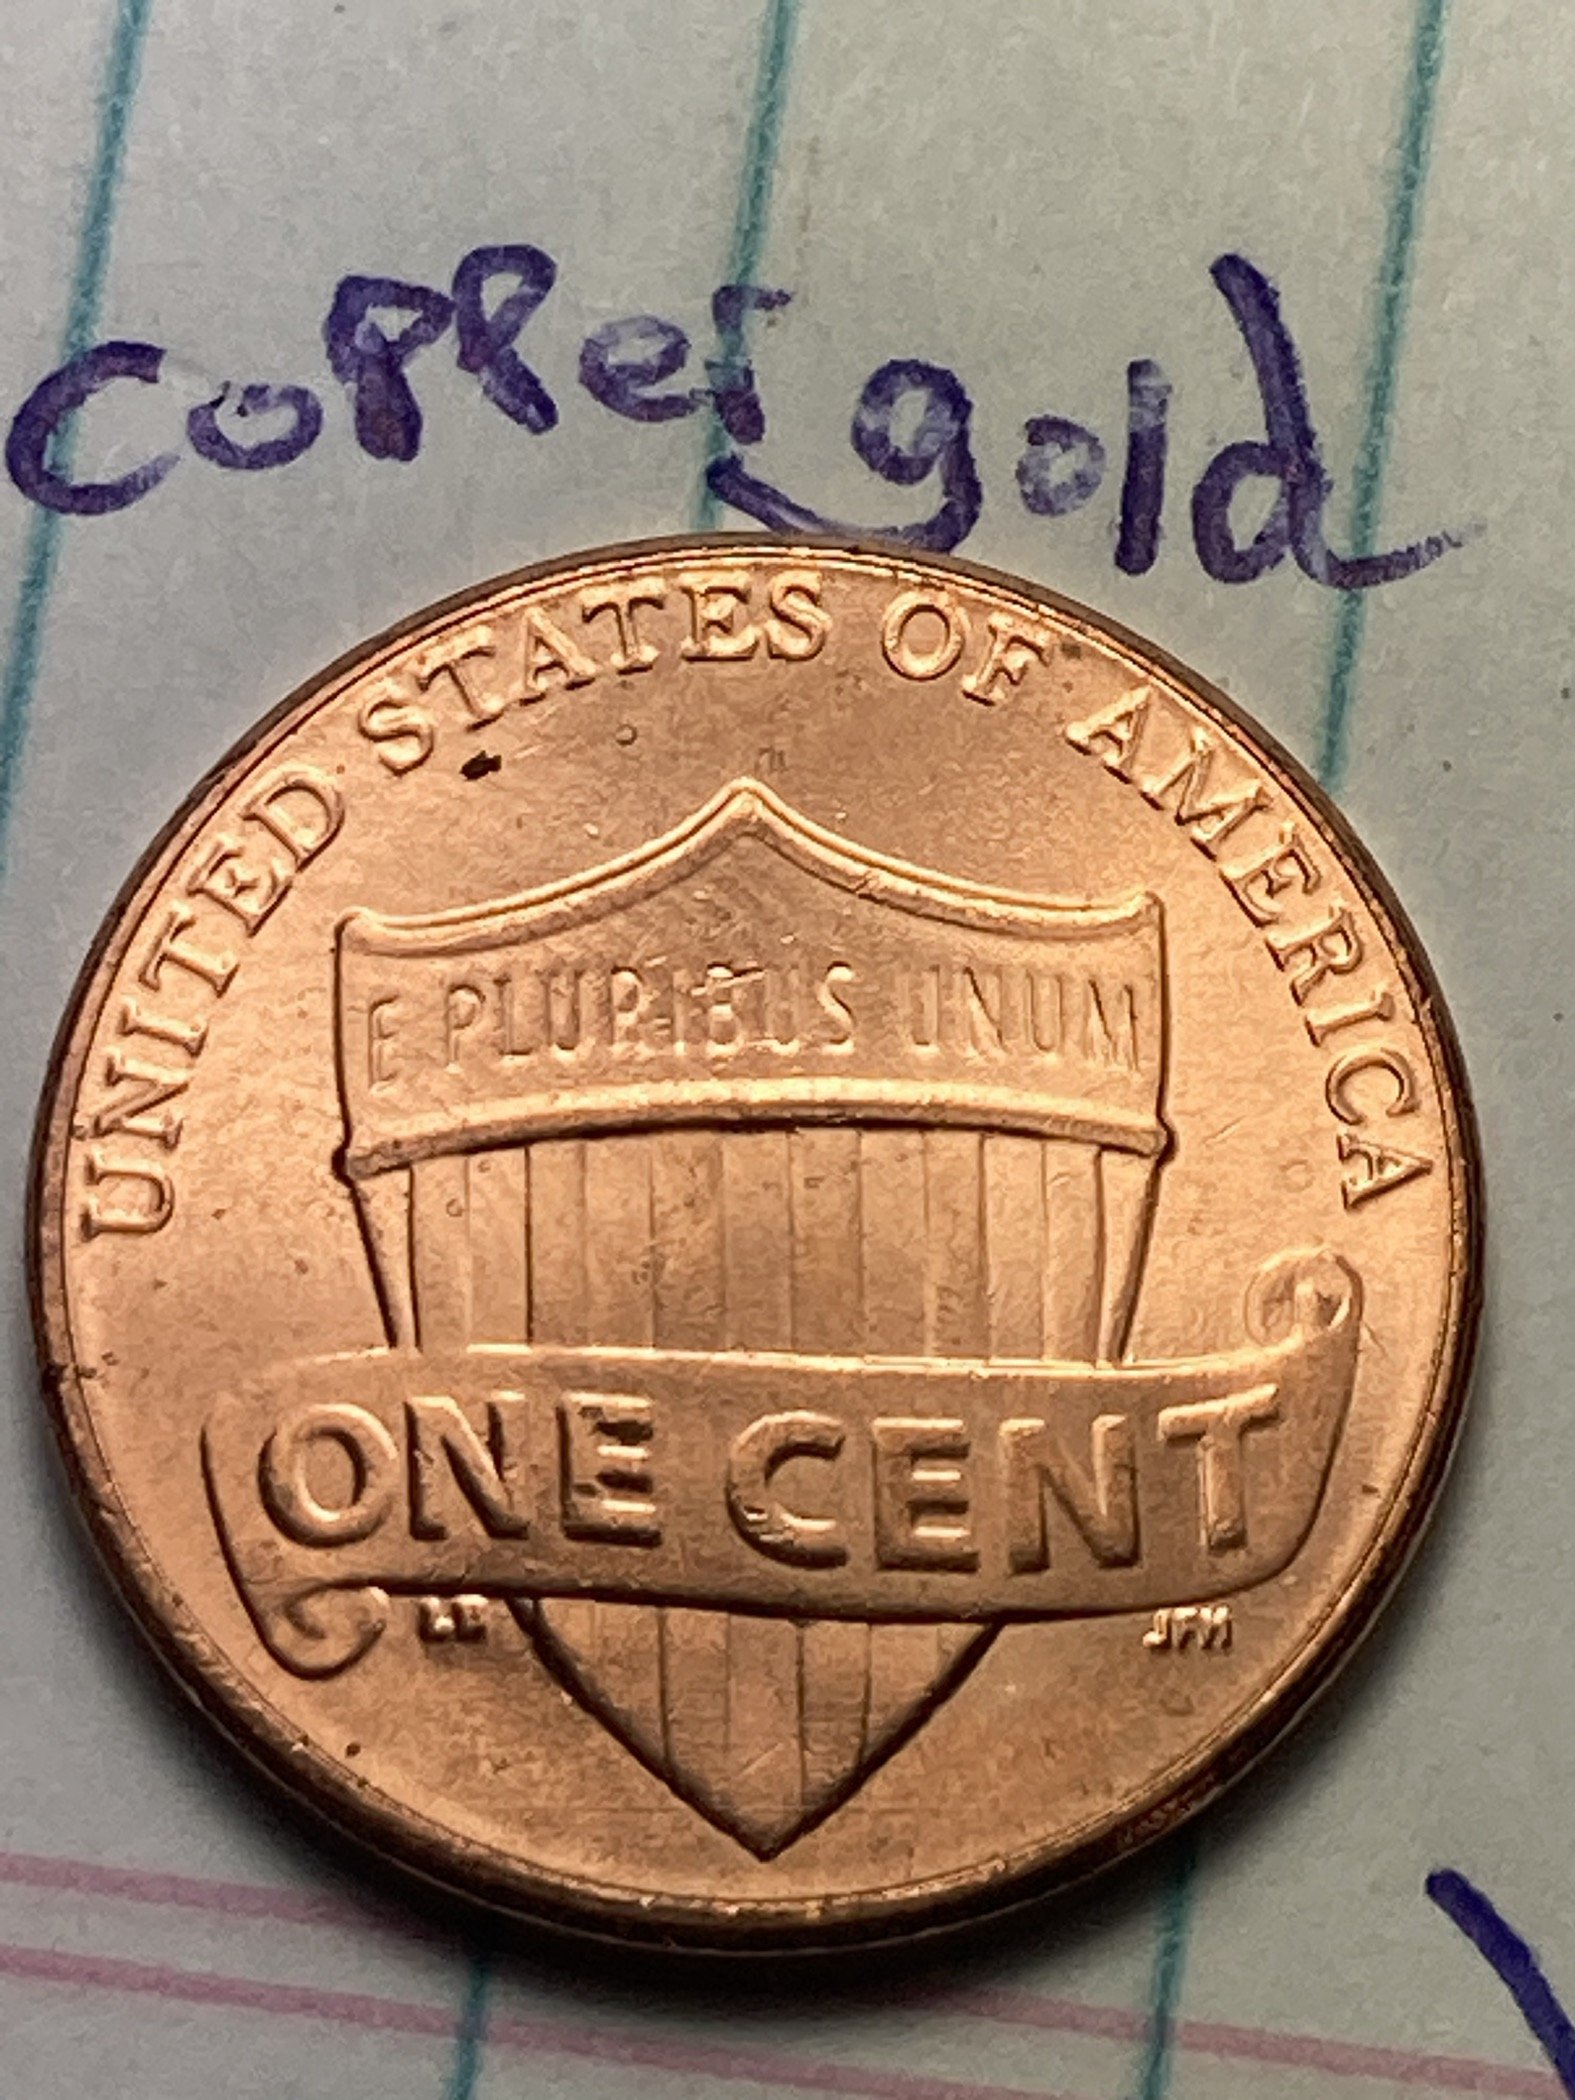 copper gold
UNITED STATES OF AMERICA
E PLURIBUS UNUM
ONE CENT
LB JFM